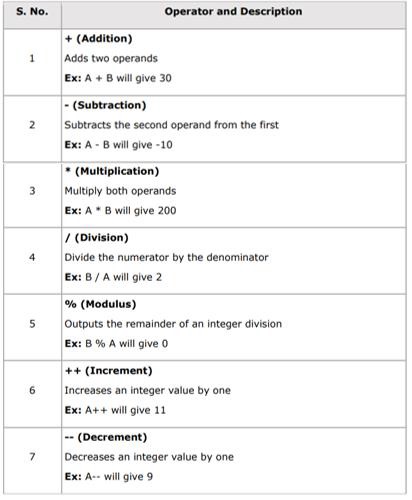 S. No. Operator and Description
1
+ (Addition)
Adds two operands
Ex: A + B will give 30
2
- (Subtraction)
Subtracts the second operand from the first
Ex: A - B will give -10
3
* (Multiplication)
Multiply both operands
Ex: A * B will give 200
4
/ (Division)
Divide the numerator by the denominator
Ex: B / A will give 2
5
% (Modulus)
Outputs the remainder of an integer division
Ex: B % A will give 0
6
++ (Increment)
Increases an integer value by one
Ex: A++ will give 11
7
-- (Decrement)
Decreases an integer value by one
Ex: A-- will give 9